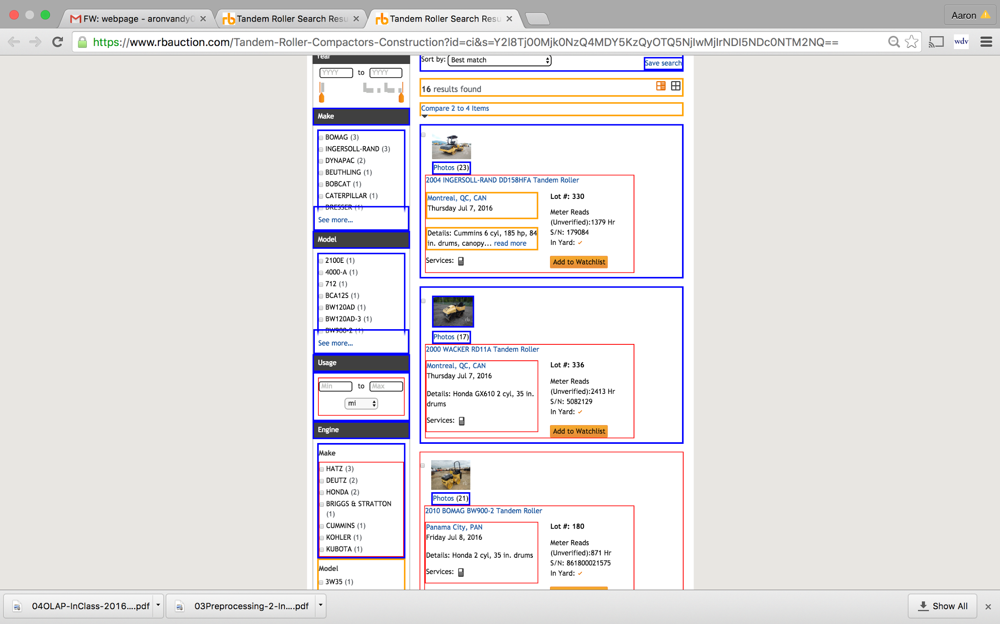 FW: webpage - aronvandy0
Tandem Roller Search Resu
Tandem Roller Search Resu
Aaron
https://www.rbauction.com/Tandem-Roller-Compactors-Construction?id=ci&s=Y2l8Tj00Mjk0NzQ4MDY5KzQyOTQ5NjIwMjIrNDI5NDc0NTM2NQ==
wdv
Year
YYYY to YYYY
Make
BOMAG (3)
INGERSOLL-RAND (3)
DYNAPAC (2)
BEUTHLING (1)
BOBCAT (1)
CATERPILLAR (1)
DRESSER (1)
See more...
Model
2100E (1)
4000-A (1)
712 (1)
BCA12S (1)
BW120AD (1)
BW120AD-3 (1)
BW900-2 (1)
See more...
Usage
Min to Max
mi
Engine
Make
HATZ (3)
DEUTZ (2)
HONDA (2)
BRIGGS & STRATTON
(1)
CUMMINS (1)
KOHLER (1)
KUBOTA (1)
Model
3W35 (1)
Sort by: Best match
Save search
16 results found
Compare 2 to 4 Items
rb
Photos (23)
2004 INGERSOLL-RAND DD158HFA Tandem Roller
Montreal, QC, CAN
Thursday Jul 7, 2016
Details: Cummins 6 cyl, 185 hp, 84
in. drums, canopy... read more
Services:
Lot #: 330
Meter Reads
(Unverified):1379 Hr
S/N: 179084
In Yard:
Add to Watchlist
rb
Photos (17)
2000 WACKER RD11A Tandem Roller
Montreal, QC, CAN
Thursday Jul 7, 2016
Details: Honda GX610 2 cyl, 35 in.
drums
Services:
Lot #: 336
Meter Reads
(Unverified):2413 Hr
S/N: 5082129
In Yard:
Add to Watchlist
rb
Photos (21)
2010 BOMAG BW900-2 Tandem Roller
Panama City, PAN
Friday Jul 8, 2016
Details: Honda 2 cyl, 35 in. drums
Services:
Lot #: 180
Meter Reads
(Unverified):871 Hr
S/N: 861800021575
In Yard:
04OLAP-InClass-2016....pdf
03Preprocessing-2-In....pdf
Show All